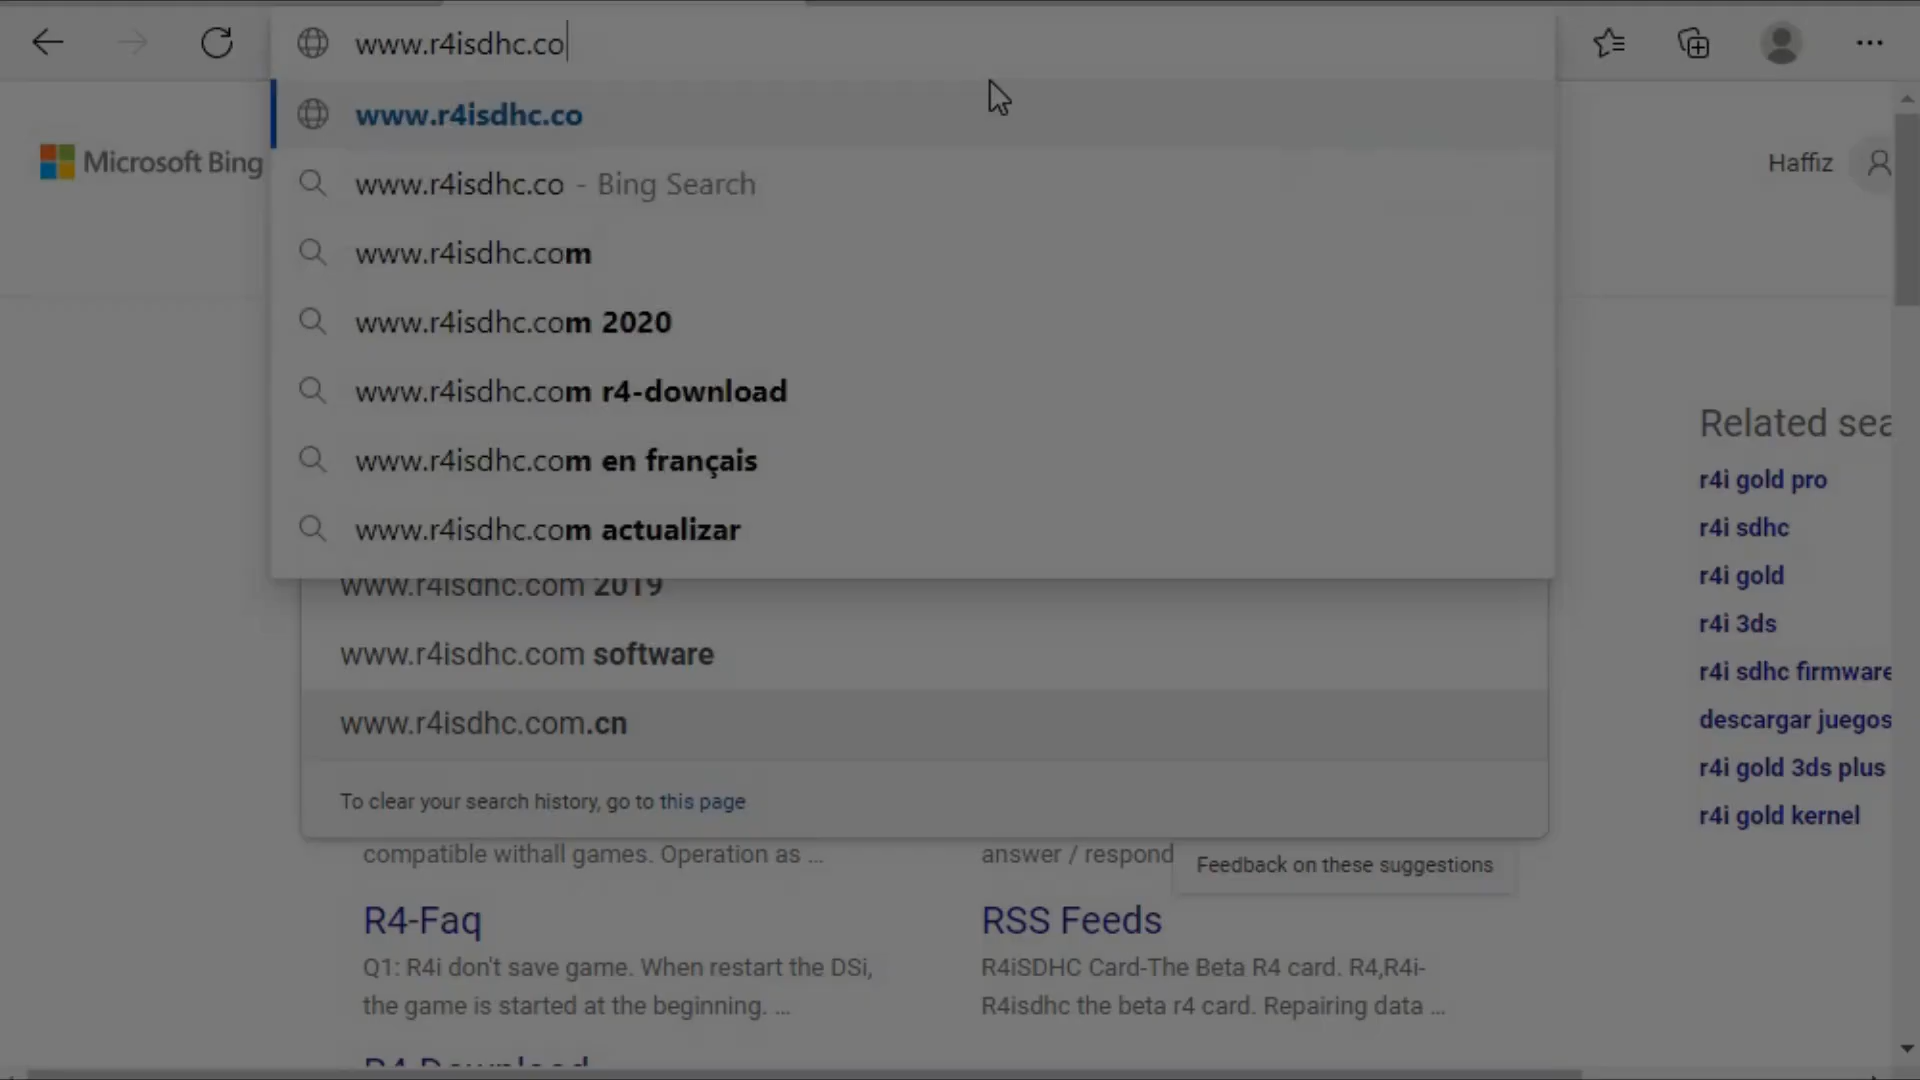 www.r4isdhc.co
www.r4isdhc.co
www.r4isdhc.co - Bing Search
www.r4isdhc.com
www.r4isdhc.com 2020
www.r4isdhc.com r4-download
www.r4isdhc.com en français
www.r4isdhc.com actualizar
www.r4isdhc.com 2019
www.r4isdhc.com software
www.r4isdhc.com.cn
To clear your search history, go to this page
Microsoft Bing
Haffiz
Related sea
r4i gold pro
r4i sdhc
r4i gold
r4i 3ds
r4i sdhc firmware
descargar juegos
r4i gold 3ds plus
r4i gold kernel
compatible withall games. Operation as ...
answer / respond
Feedback on these suggestions
R4-Faq
Q1: R4i don't save game. When restart the DSi,
the game is started at the beginning. ...
RSS Feeds
R4iSDHC Card-The Beta R4 card. R4,R4i-
R4isdhc the beta r4 card. Repairing data ...
R4-Download